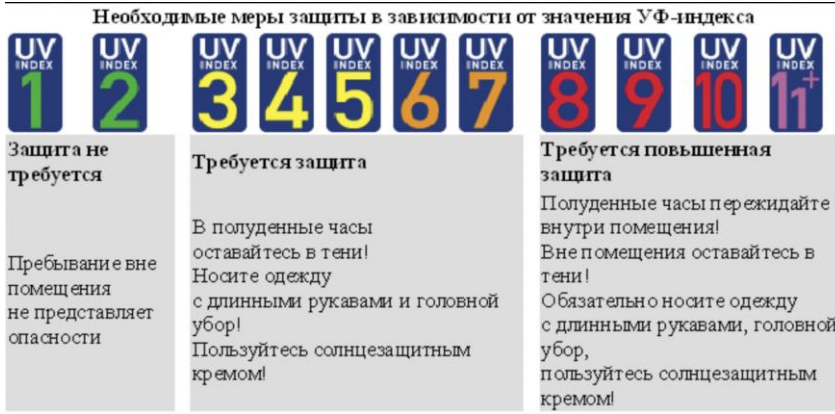 Необходимые меры защиты в зависимости от значения УФ-индекса
UV INDEX 1
UV INDEX 2
UV INDEX 3
UV INDEX 4
UV INDEX 5
UV INDEX 6
UV INDEX 7
UV INDEX 8
UV INDEX 9
UV INDEX 10
UV INDEX 11+
Защита не
требуется
Пребывание вне
помещения
не представляет
опасности
Требуется защита
В полуденные часы
оставайтесь в тени!
Носите одежду
с длинными рукавами и головной
убор!
Пользуйтесь солнцезащитным
кремом!
Требуется повышенная
защита
Полуденные часы пережидайте
внутри помещения!
Вне помещения оставайтесь в
тени!
Обязательно носите одежду
с длинными рукавами, головной
убор,
пользуйтесь солнцезащитным
кремом!